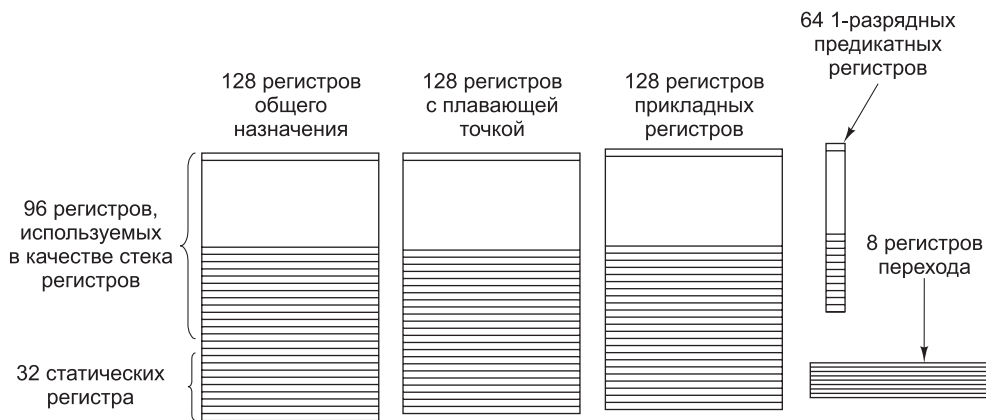 64 1-разрядных
предикатных
регистров
128 регистров
общего
назначения
128 регистров
с плавающей
точкой
128 регистров
прикладных
регистров
96 регистров,
используемых
в качестве стека
регистров
8 регистров
перехода
32 статических
регистра